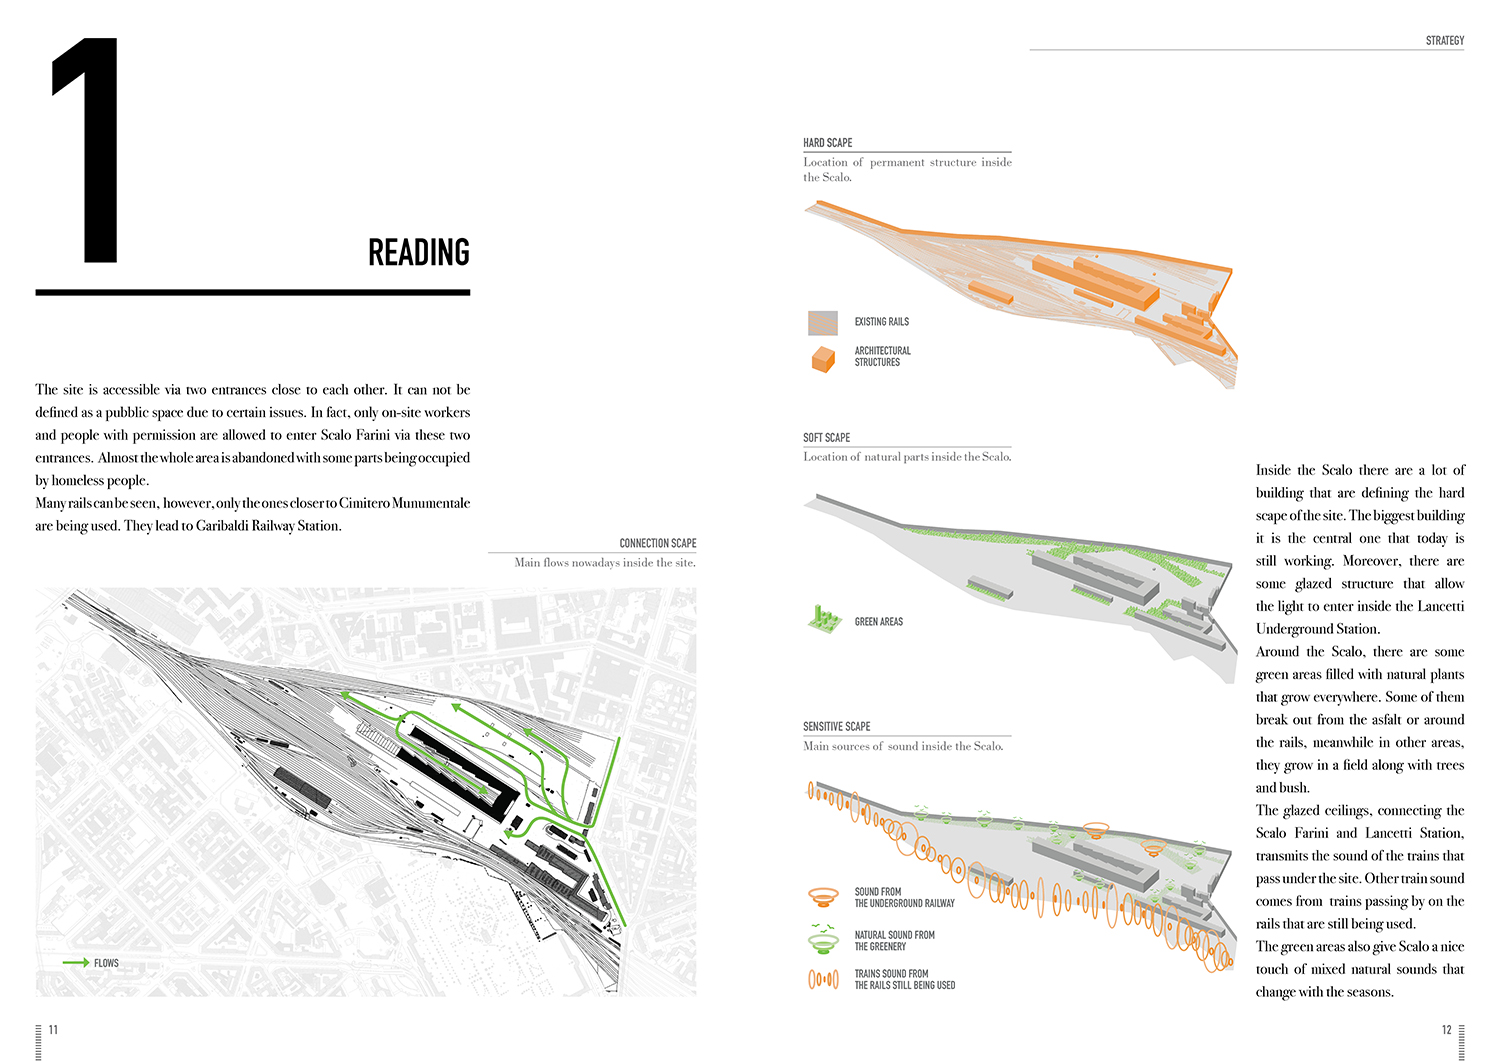 1
READING
The site is accessible via two entrances close to each other. It can not be
defined as a pubblic space due to certain issues. In fact, only on-site workers
and people with permission are allowed to enter Scalo Farini via these two
entrances. Almost the whole area is abandoned with some parts being occupied
by homeless people.
Many rails can be seen, however, only the ones closer to Cimitero Munumentale
are being used. They lead to Garibaldi Railway Station.
CONNECTION SCAPE
Main flows nowadays inside the site.
FLOWS
11
STRATEGY
HARD SCAPE
Location of permanent structure inside
the Scalo.
EXISTING RAILS
ARCHITECTURAL
STRUCTURES
SOFT SCAPE
Location of natural parts inside the Scalo.
GREEN AREAS
SENSITIVE SCAPE
Main sources of sound inside the Scalo.
SOUND FROM
THE UNDERGROUND RAILWAY
NATURAL SOUND FROM
THE GREENERY
TRAINS SOUND FROM
THE RAILS STILL BEING USED
Inside the Scalo there are a lot of
building that are defining the hard
scape of the site. The biggest building
it is the central one that today is
still working. Moreover, there are
some glazed structure that allow
the light to enter inside the Lancetti
Underground Station.
Around the Scalo, there are some
green areas filled with natural plants
that grow everywhere. Some of them
break out from the asfalt or around
the rails, meanwhile in other areas,
they grow in a field along with trees
and bush.
The glazed ceilings, connecting the
Scalo Farini and Lancetti Station,
transmits the sound of the trains that
pass under the site. Other train sound
comes from trains passing by on the
rails that are still being used.
The green areas also give Scalo a nice
touch of mixed natural sounds that
change with the seasons.
12